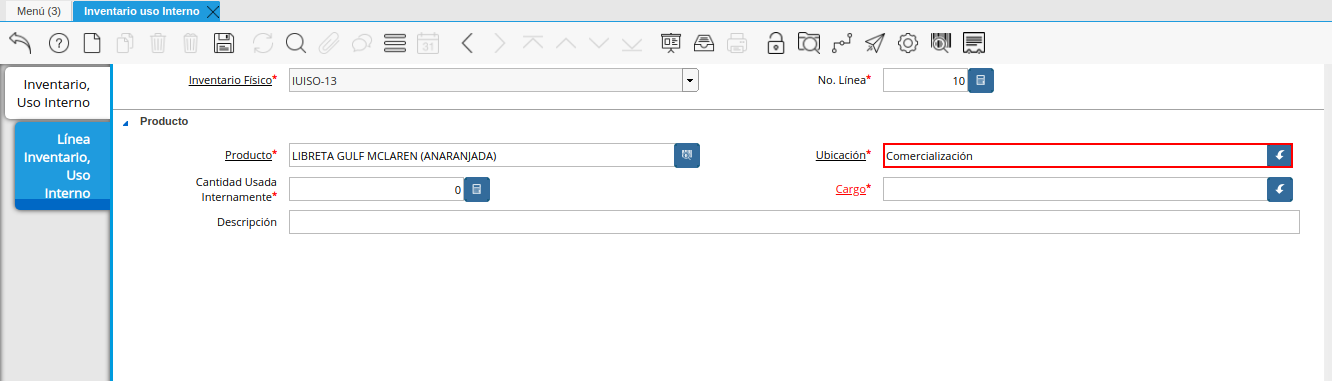 Menú (3)
Inventario uso Interno
31
Inventario,
Uso Interno
Línea
Inventario,
Uso
Interno
Inventario Físico* IUISO-13 No. Línea* 10
Producto
Producto* LIBRETA GULF MCLAREN (ANARANJADA) Ubicación* Comercialización
Cantidad Usada
Internamente* 0 Cargo*
Descripción